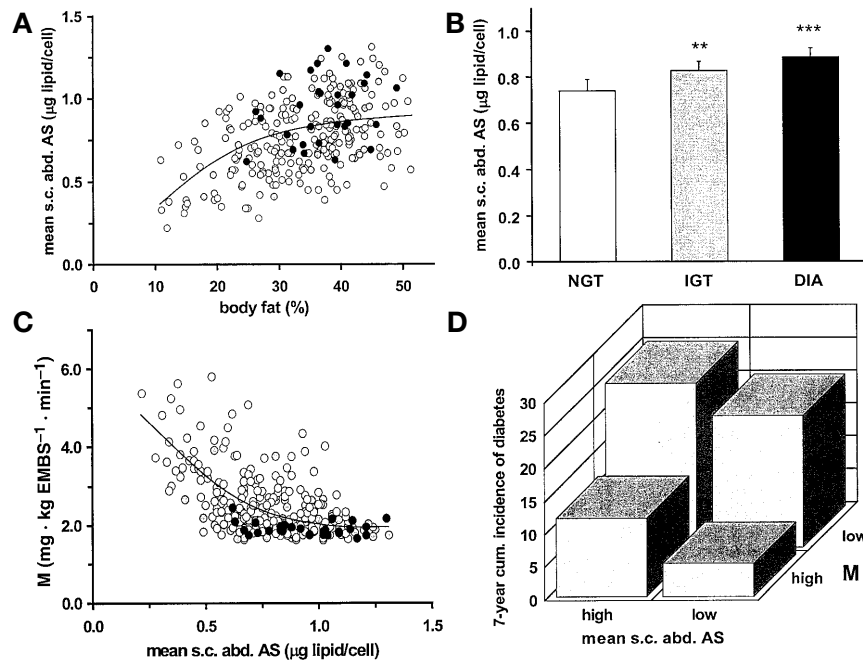 A
mean s.c. abd. AS (µg lipid/cell)
1.5
1.0
0.5
0.0
0
10
20
30
40
50
body fat (%)
B
mean s.c. abd. AS (µg lipid/cell)
1.0
0.8
0.6
0.4
0.2
0.0
**
***
NGT
IGT
DIA
C
M (mg · kg EMBS⁻¹ · min⁻¹)
6.0
4.0
2.0
0.0
0.0
0.5
1.0
1.5
mean s.c. abd. AS (µg lipid/cell)
D
7-year cum. incidence of diabetes
30
25
20
15
10
5
0
high
low
mean s.c. abd. AS
low
high
M